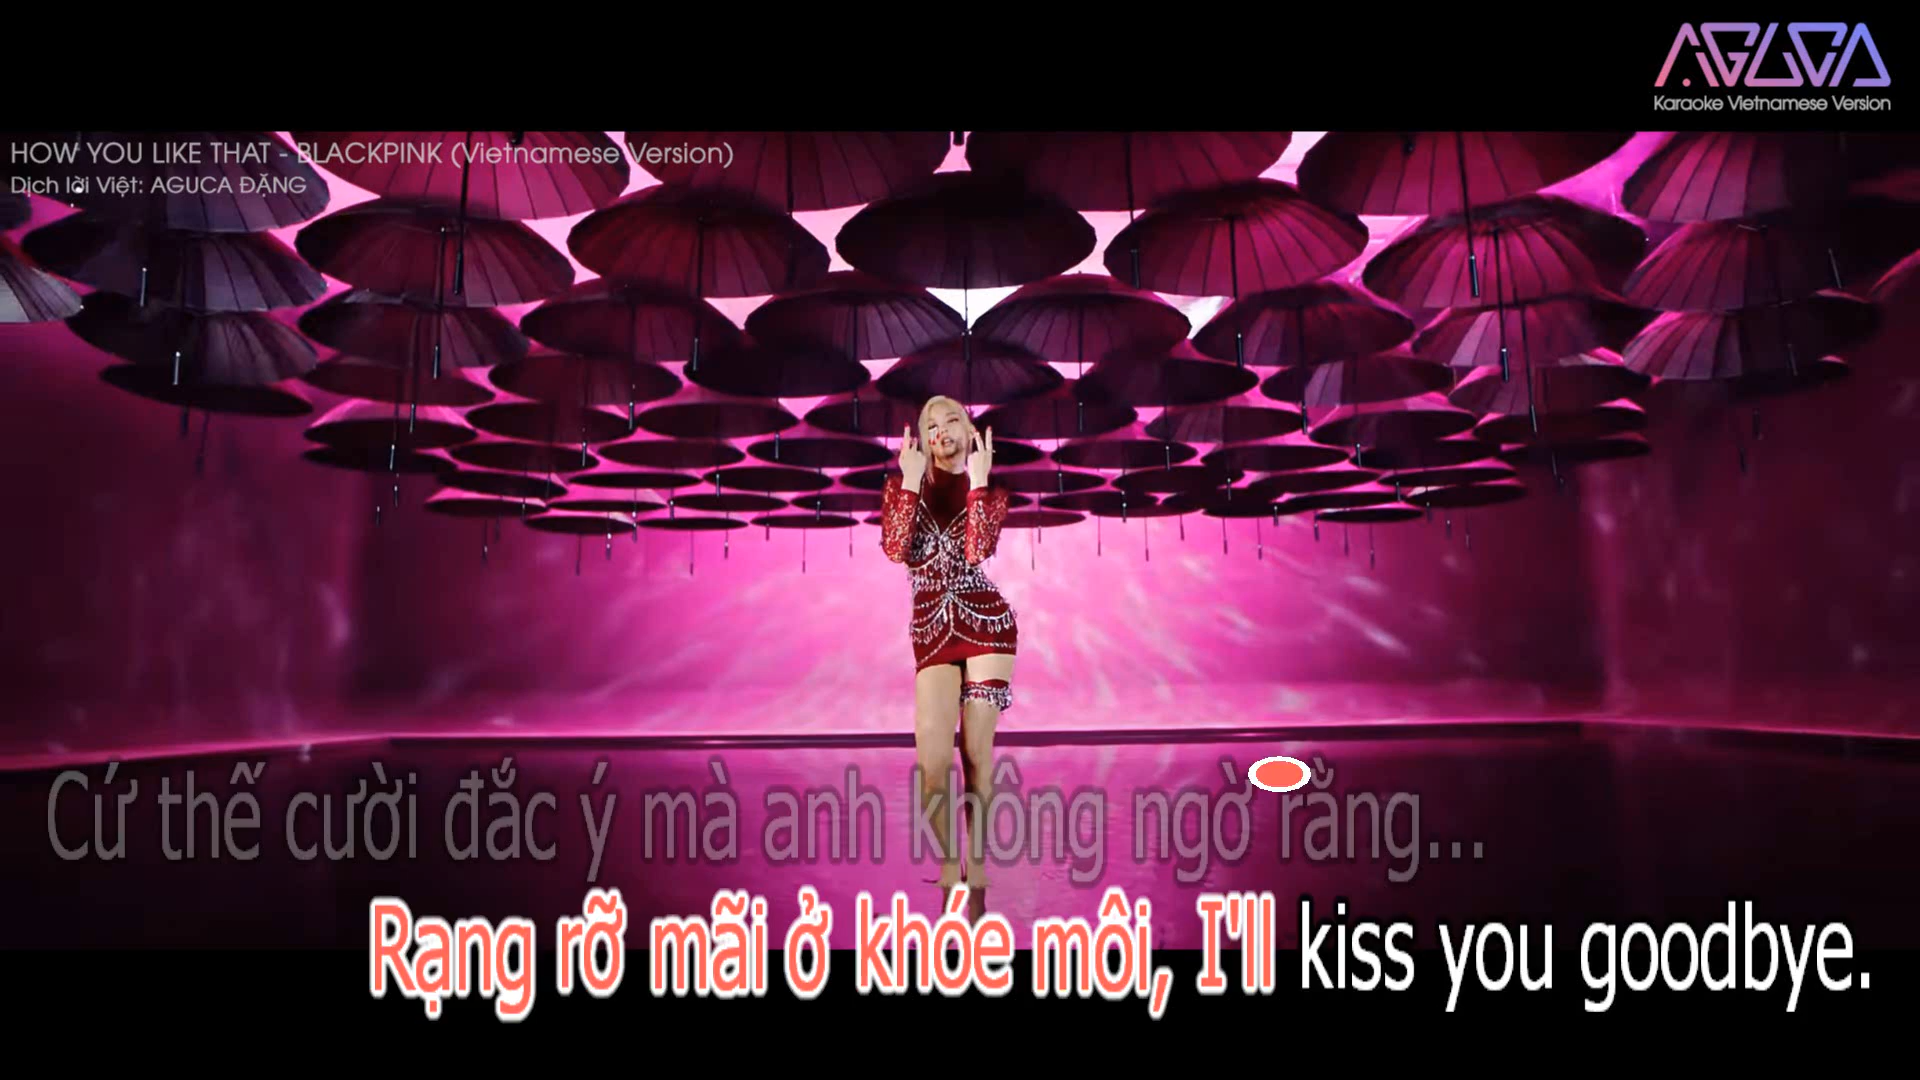 AGUCA
Karaoke Vietnamese Version
HOW YOU LIKE THAT - BLACKPINK (Vietnamese Version)
Dịch lời Việt: AGUCA ĐẶNG
Cứ thế cười đắc ý mà anh không ngờ rằng...
Rạng rỡ mãi ở khóe môi, I'll kiss you goodbye.